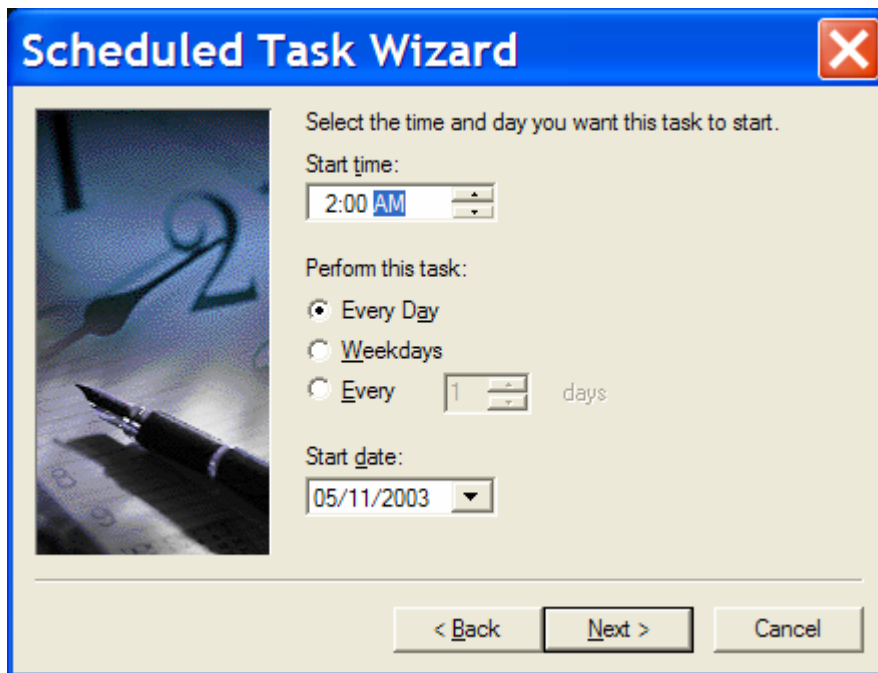 Scheduled Task Wizard
Select the time and day you want this task to start.
Start time:
2:00 AM
Perform this task:
Every Day
Weekdays
Every 1 days
Start date:
05/11/2003
< Back Next > Cancel